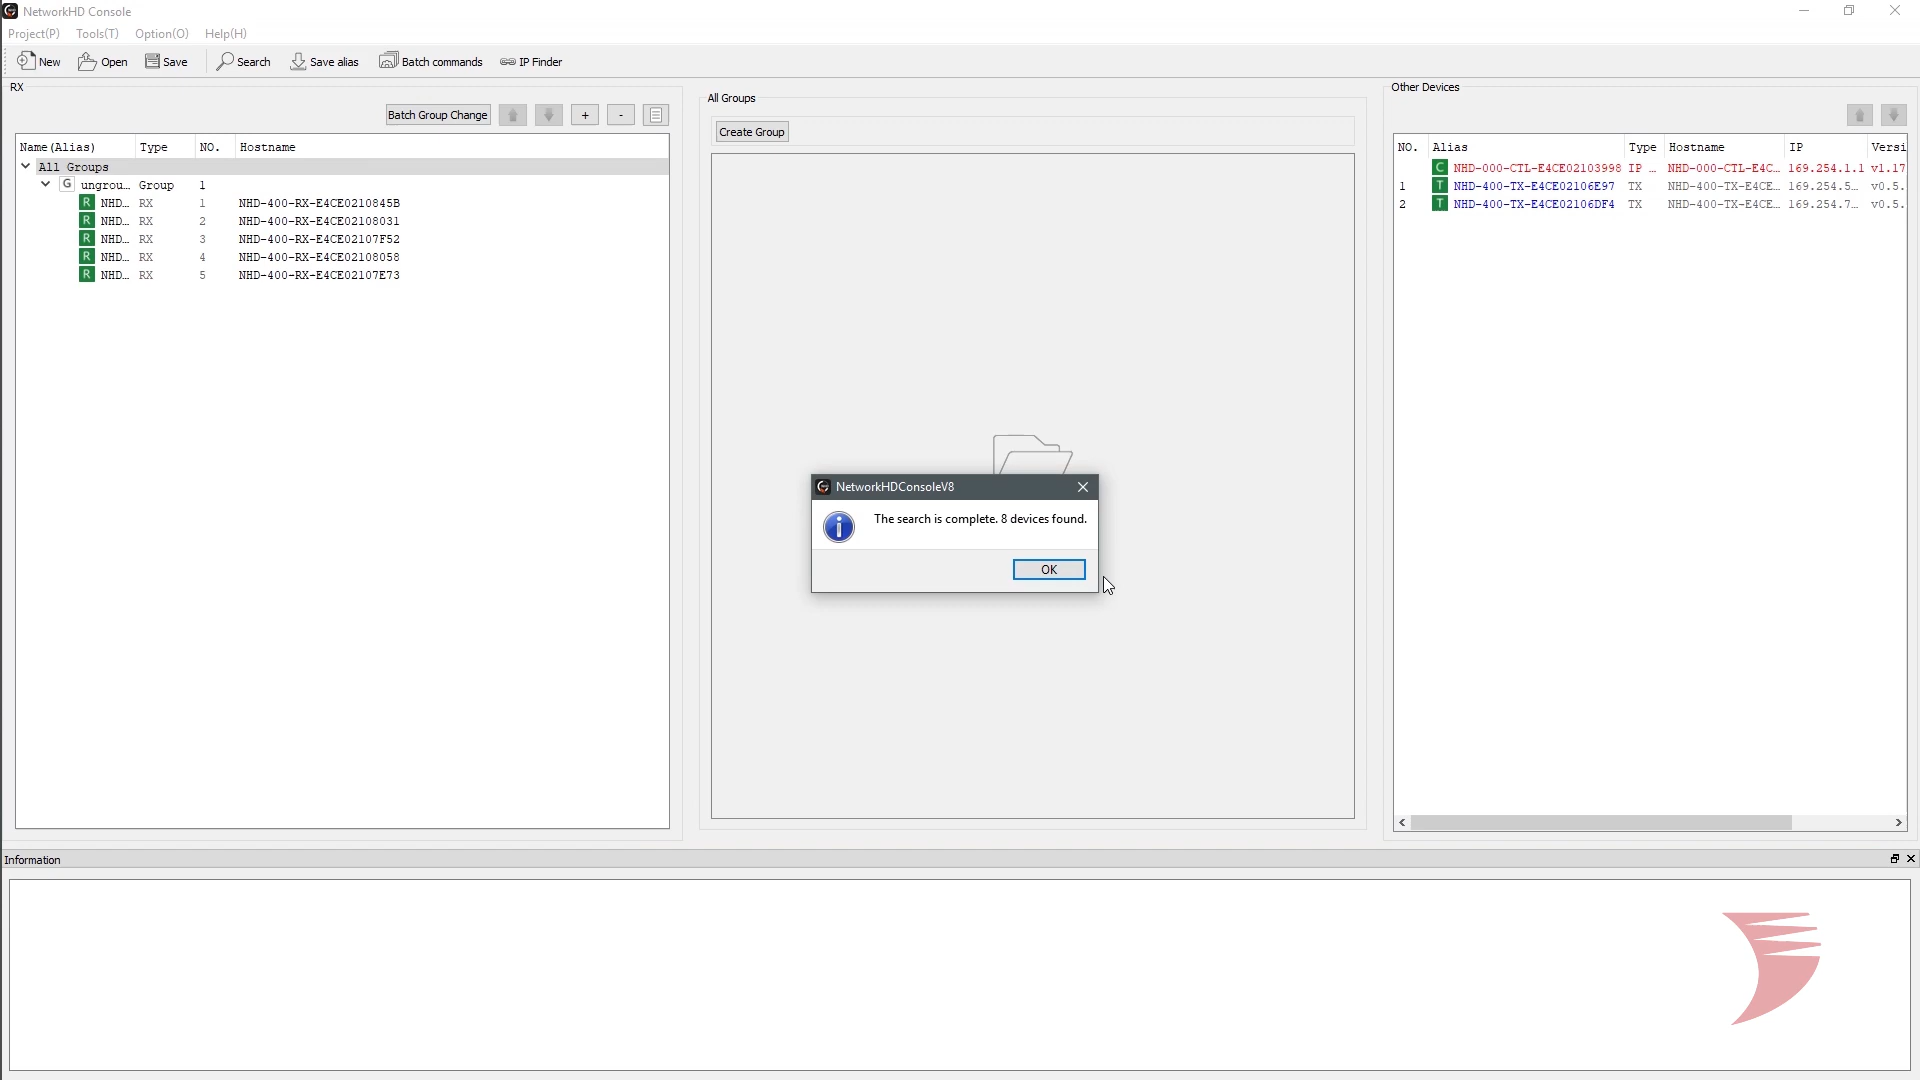 NetworkHD Console
Project(P) Tools(T) Option(O) Help(H)
New Open Save Search Save alias Batch commands IP Finder
RX
Batch Group Change + -
Name(Alias) Type NO. Hostname
All Groups
G ungrou… Group 1
R NHD… RX 1 NHD-400-RX-E4CE0210845B
R NHD… RX 2 NHD-400-RX-E4CE02108031
R NHD… RX 3 NHD-400-RX-E4CE02107F52
R NHD… RX 4 NHD-400-RX-E4CE02108058
R NHD… RX 5 NHD-400-RX-E4CE02107E73
All Groups
Create Group
NetworkHDConsoleV8
The search is complete. 8 devices found.
OK
Other Devices
NO. Alias Type Hostname IP Versi
C NHD-000-CTL-E4CE02103998 IP … NHD-000-CTL-E4C… 169.254.1.1 v1.17
1 T NHD-400-TX-E4CE02106E97 TX NHD-400-TX-E4CE… 169.254.5… v0.5.
2 T NHD-400-TX-E4CE02106DF4 TX NHD-400-TX-E4CE… 169.254.7… v0.5.
Information